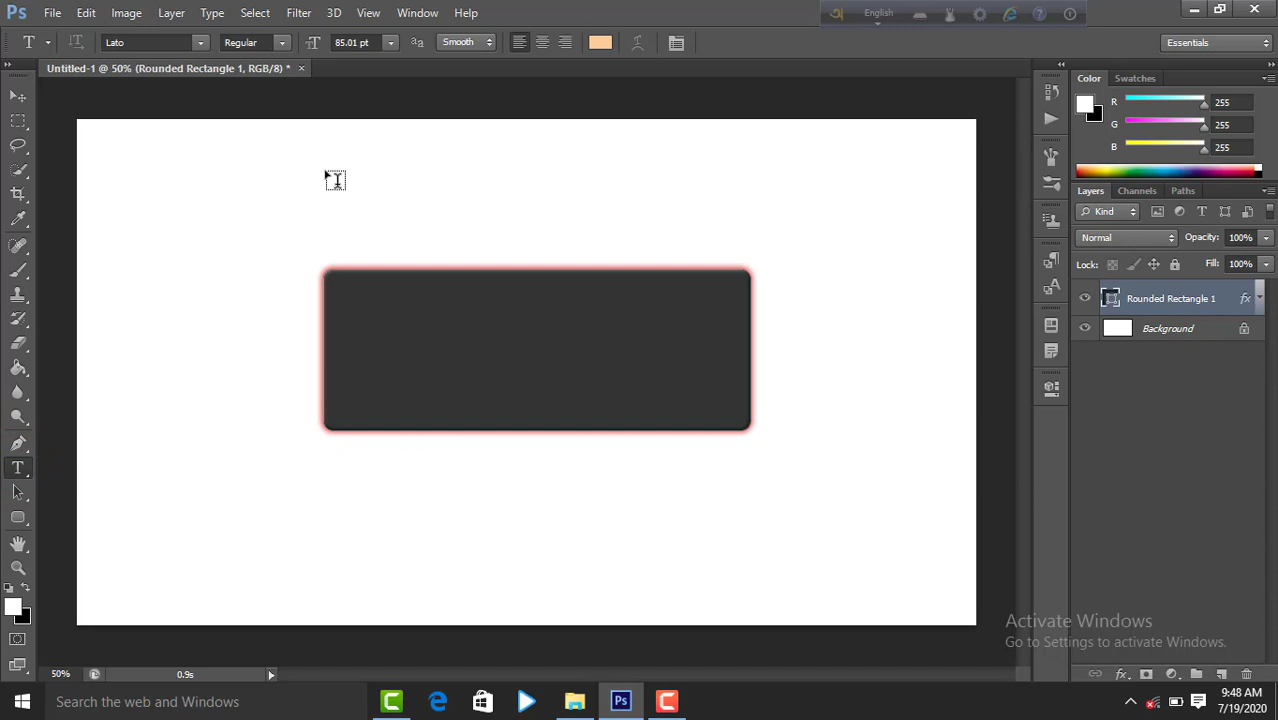 Ps File Edit Image Layer Type Select Filter 3D View Window Help
English
T Lato Regular 85.01 pt aa Smooth Essentials
Untitled-1 @ 50% (Rounded Rectangle 1, RGB/8) * ×
Color Swatches
R 255
G 255
B 255
Layers Channels Paths
Kind
Normal Opacity: 100%
Lock: Fill: 100%
Rounded Rectangle 1 fx
Background
Activate Windows
Go to Settings to activate Windows.
50% 0.9s
Search the web and Windows
Ps
9:48 AM
7/19/2020